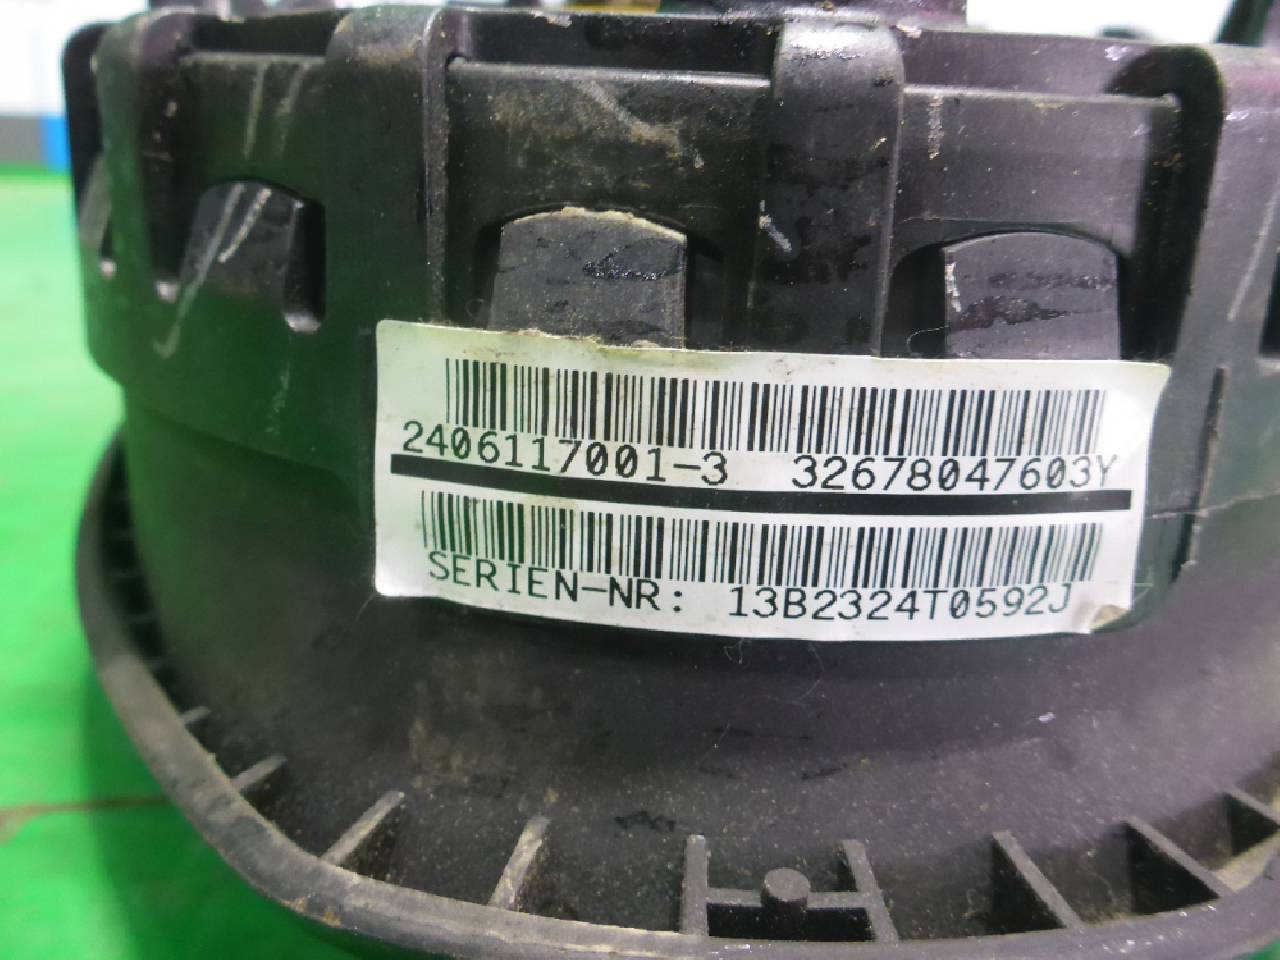 2406117001-3 32678047603Y
SERIEN-NR: 13B2324T0592J